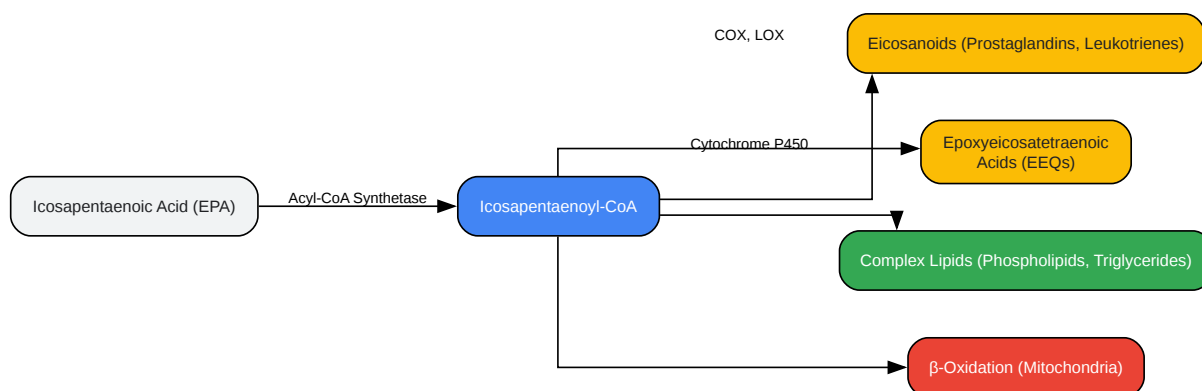 COX, LOX
Eicosanoids (Prostaglandins, Leukotrienes)
Cytochrome P450
Epoxyeicosatetraenoic
Acids (EEQs)
Icosapentaenoic Acid (EPA)
Acyl-CoA Synthetase
Icosapentaenoyl-CoA
Complex Lipids (Phospholipids, Triglycerides)
β-Oxidation (Mitochondria)